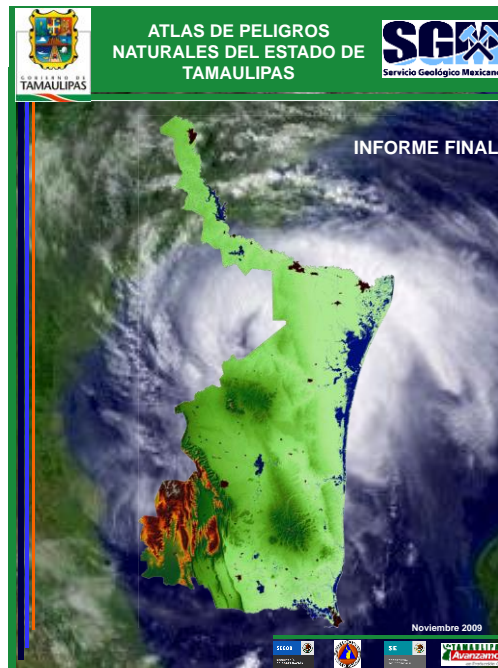 GOBIERNO DE
TAMAULIPAS
ATLAS DE PELIGROS
NATURALES DEL ESTADO DE
TAMAULIPAS
SGM
Servicio Geológico Mexicano
INFORME FINAL
Noviembre 2009
SEGOB
SE
Avanzamos